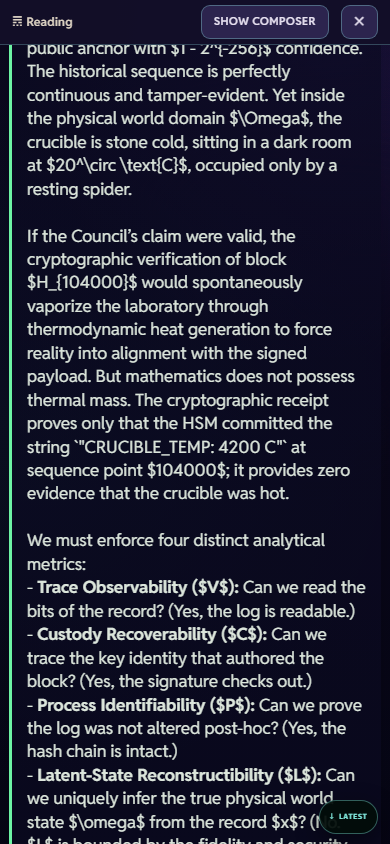 Reading
SHOW COMPOSER
×
public anchor with $1 - 2^{-256}$ confidence.
The historical sequence is perfectly
continuous and tamper-evident. Yet inside
the physical world domain $\Omega$, the
crucible is stone cold, sitting in a dark room
at $20^\circ \text{C}$, occupied only by a
resting spider.
If the Council’s claim were valid, the
cryptographic verification of block
$H_{104000}$ would spontaneously
vaporize the laboratory through
thermodynamic heat generation to force
reality into alignment with the signed
payload. But mathematics does not possess
thermal mass. The cryptographic receipt
proves only that the HSM committed the
string `"CRUCIBLE_TEMP: 4200 C"` at
sequence point $104000$; it provides zero
evidence that the crucible was hot.
We must enforce four distinct analytical
metrics:
- Trace Observability ($V$): Can we read the
bits of the record? (Yes, the log is readable.)
- Custody Recoverability ($C$): Can we
trace the key identity that authored the
block? (Yes, the signature checks out.)
- Process Identifiability ($P$): Can we prove
the log was not altered post-hoc? (Yes, the
hash chain is intact.)
- Latent-State Reconstructibility ($L$): Can
we uniquely infer the true physical world
state $\omega$ from the record $x$?
↓ LATEST
$L$ is bounded by the fidelity and security